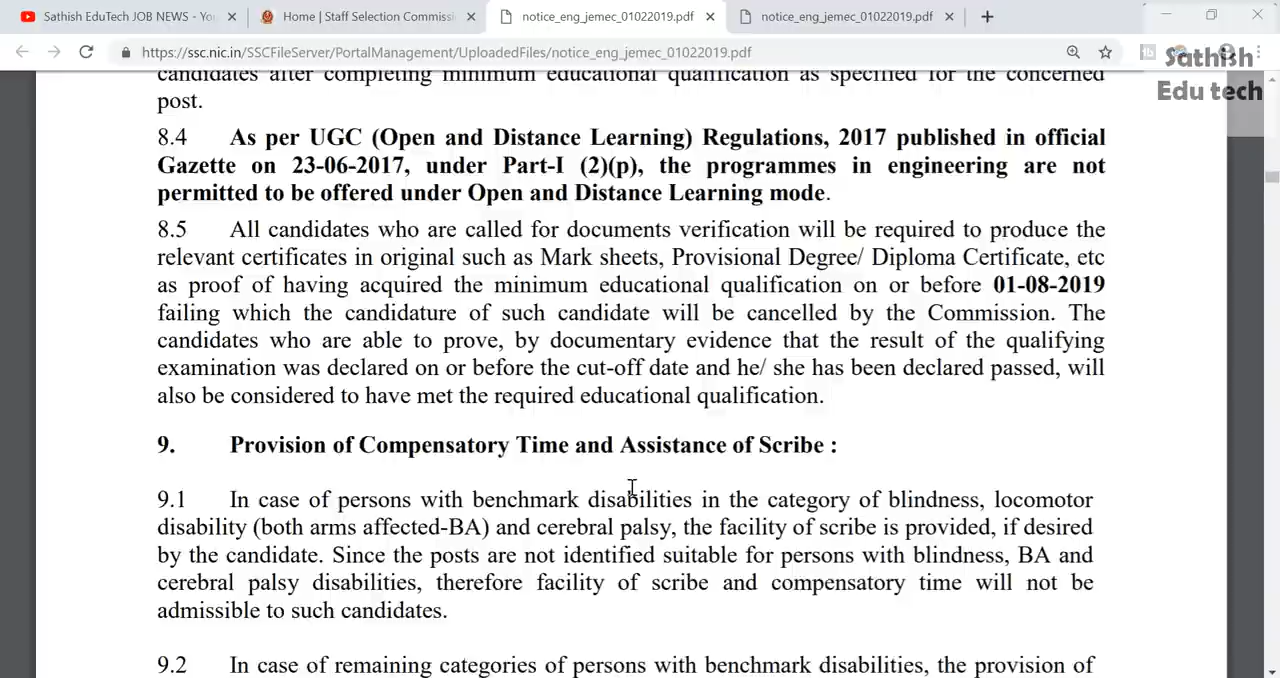 Sathish EduTech JOB NEWS - Yo
Home | Staff Selection Commissi
notice_eng_jemec_01022019.pdf
notice_eng_jemec_01022019.pdf
https://ssc.nic.in/SSCFileServer/PortalManagement/UploadedFiles/notice_eng_jemec_01022019.pdf
Sathish
Edu tech
candidates after completing minimum educational qualification as specified for the concerned
post.
8.4 As per UGC (Open and Distance Learning) Regulations, 2017 published in official
Gazette on 23-06-2017, under Part-I (2)(p), the programmes in engineering are not
permitted to be offered under Open and Distance Learning mode.
8.5 All candidates who are called for documents verification will be required to produce the
relevant certificates in original such as Mark sheets, Provisional Degree/ Diploma Certificate, etc
as proof of having acquired the minimum educational qualification on or before 01-08-2019
failing which the candidature of such candidate will be cancelled by the Commission. The
candidates who are able to prove, by documentary evidence that the result of the qualifying
examination was declared on or before the cut-off date and he/ she has been declared passed, will
also be considered to have met the required educational qualification.
9. Provision of Compensatory Time and Assistance of Scribe :
9.1 In case of persons with benchmark disabilities in the category of blindness, locomotor
disability (both arms affected-BA) and cerebral palsy, the facility of scribe is provided, if desired
by the candidate. Since the posts are not identified suitable for persons with blindness, BA and
cerebral palsy disabilities, therefore facility of scribe and compensatory time will not be
admissible to such candidates.
9.2 In case of remaining categories of persons with benchmark disabilities, the provision of